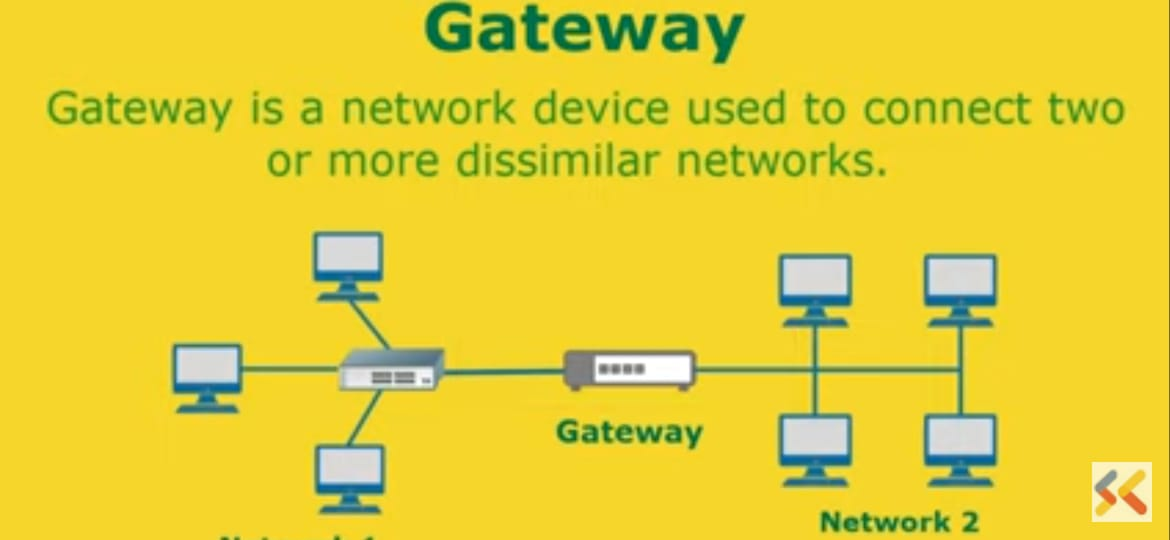 Gateway
Gateway is a network device used to connect two
or more dissimilar networks.
Gateway
Network 2